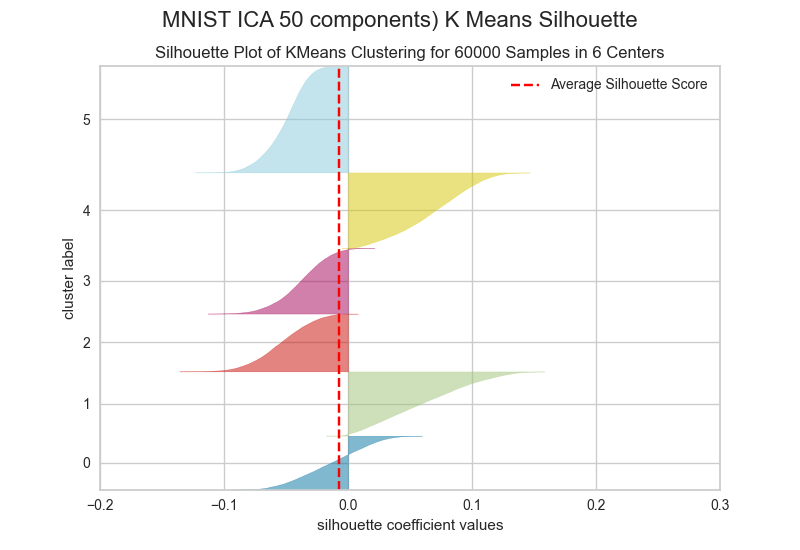 MNIST ICA 50 components) K Means Silhouette
Silhouette Plot of KMeans Clustering for 60000 Samples in 6 Centers
Average Silhouette Score
5
4
3
2
1
0
cluster label
−0.2 −0.1 0.0 0.1 0.2 0.3
silhouette coefficient values